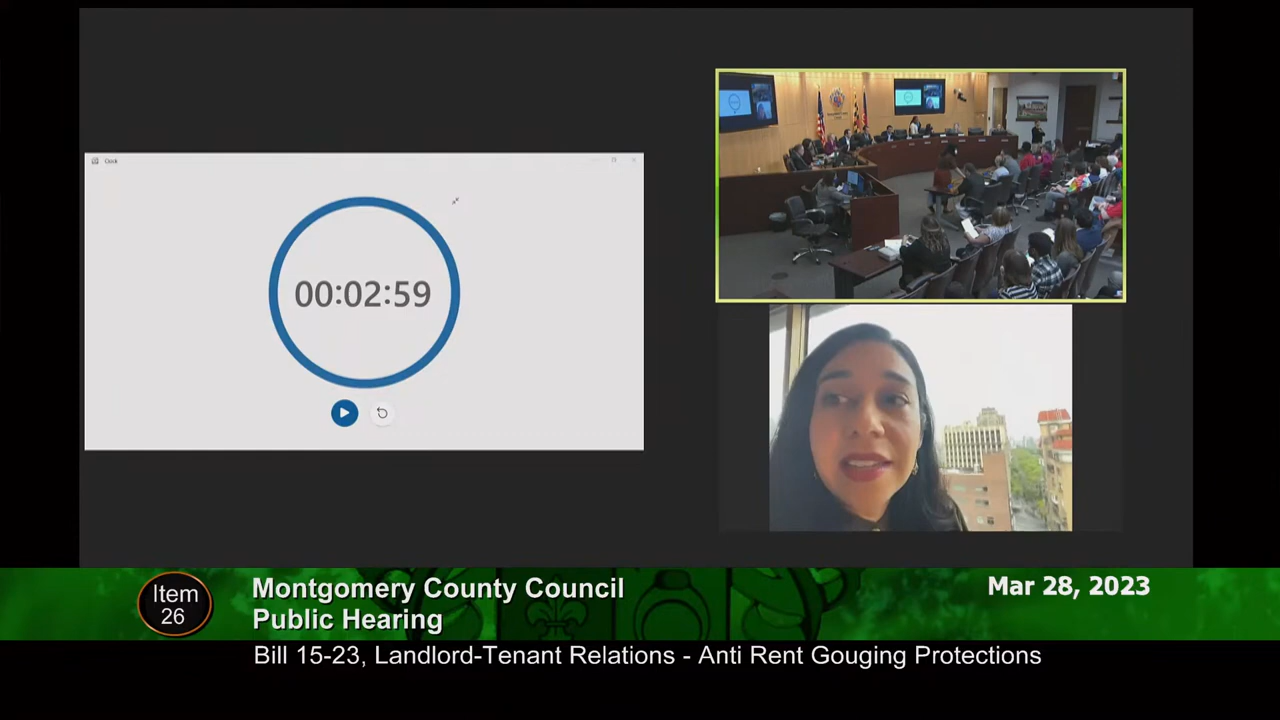 Clock
00:02:59
Item
26
Montgomery County Council
Public Hearing
Mar 28, 2023
Bill 15-23, Landlord-Tenant Relations - Anti Rent Gouging Protections